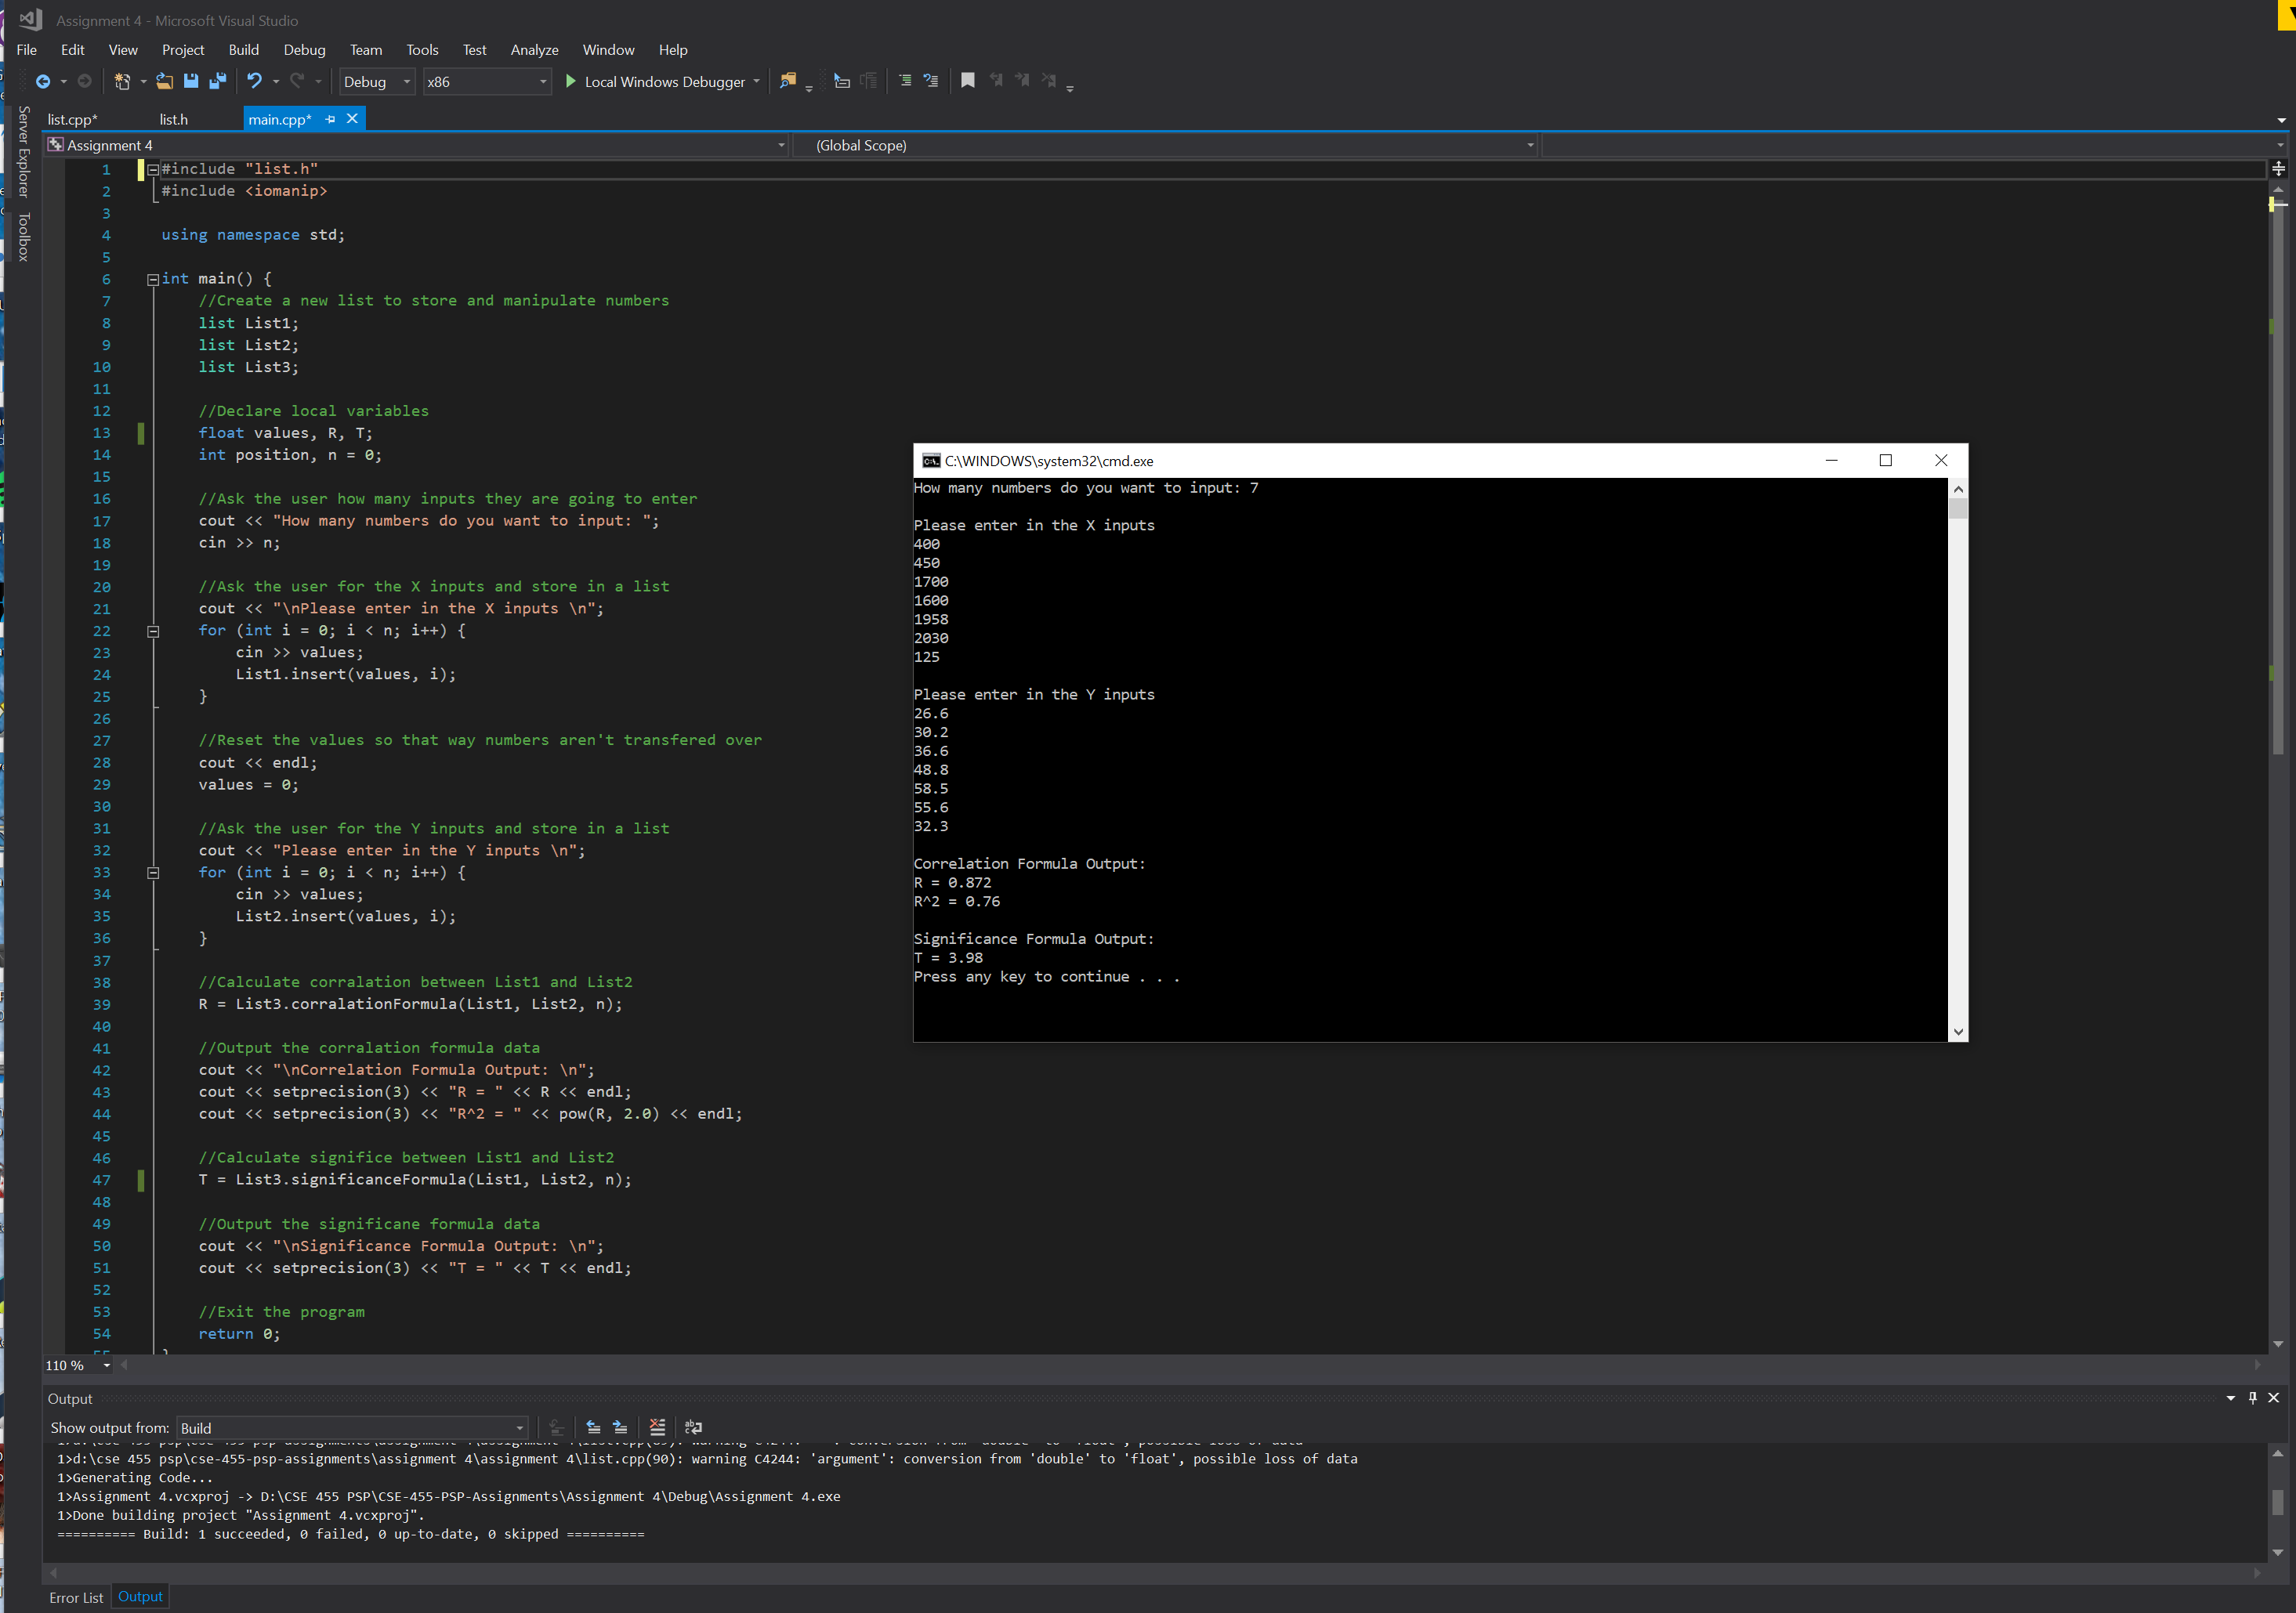 Assignment 4 - Microsoft Visual Studio
File Edit View Project Build Debug Team Tools Test Analyze Window Help
Debug x86 Local Windows Debugger
Server Explorer
Toolbox
list.cpp* list.h main.cpp*
Assignment 4 (Global Scope)
1 #include "list.h"
2 #include <iomanip>
3
4 using namespace std;
5
6 int main() {
7 //Create a new list to store and manipulate numbers
8 list List1;
9 list List2;
10 list List3;
11
12 //Declare local variables
13 float values, R, T;
14 int position, n = 0;
15
16 //Ask the user how many inputs they are going to enter
17 cout << "How many numbers do you want to input: ";
18 cin >> n;
19
20 //Ask the user for the X inputs and store in a list
21 cout << "\nPlease enter in the X inputs \n";
22 for (int i = 0; i < n; i++) {
23 cin >> values;
24 List1.insert(values, i);
25 }
26
27 //Reset the values so that way numbers aren't transfered over
28 cout << endl;
29 values = 0;
30
31 //Ask the user for the Y inputs and store in a list
32 cout << "Please enter in the Y inputs \n";
33 for (int i = 0; i < n; i++) {
34 cin >> values;
35 List2.insert(values, i);
36 }
37
38 //Calculate corralation between List1 and List2
39 R = List3.corralationFormula(List1, List2, n);
40
41 //Output the corralation formula data
42 cout << "\nCorrelation Formula Output: \n";
43 cout << setprecision(3) << "R = " << R << endl;
44 cout << setprecision(3) << "R^2 = " << pow(R, 2.0) << endl;
45
46 //Calculate significe between List1 and List2
47 T = List3.significanceFormula(List1, List2, n);
48
49 //Output the significane formula data
50 cout << "\nSignificance Formula Output: \n";
51 cout << setprecision(3) << "T = " << T << endl;
52
53 //Exit the program
54 return 0;
C:\WINDOWS\system32\cmd.exe
How many numbers do you want to input: 7
Please enter in the X inputs
400
450
1700
1600
1958
2030
125
Please enter in the Y inputs
26.6
30.2
36.6
48.8
58.5
55.6
32.3
Correlation Formula Output:
R = 0.872
R^2 = 0.76
Significance Formula Output:
T = 3.98
Press any key to continue . . .
110 %
Output
Show output from: Build
1>d:\cse 455 psp\cse-455-psp-assignments\assignment 4\assignment 4\list.cpp(90): warning C4244: 'argument': conversion from 'double' to 'float', possible loss of data
1>Generating Code...
1>Assignment 4.vcxproj -> D:\CSE 455 PSP\CSE-455-PSP-Assignments\Assignment 4\Debug\Assignment 4.exe
1>Done building project "Assignment 4.vcxproj".
========== Build: 1 succeeded, 0 failed, 0 up-to-date, 0 skipped ==========
Error List Output